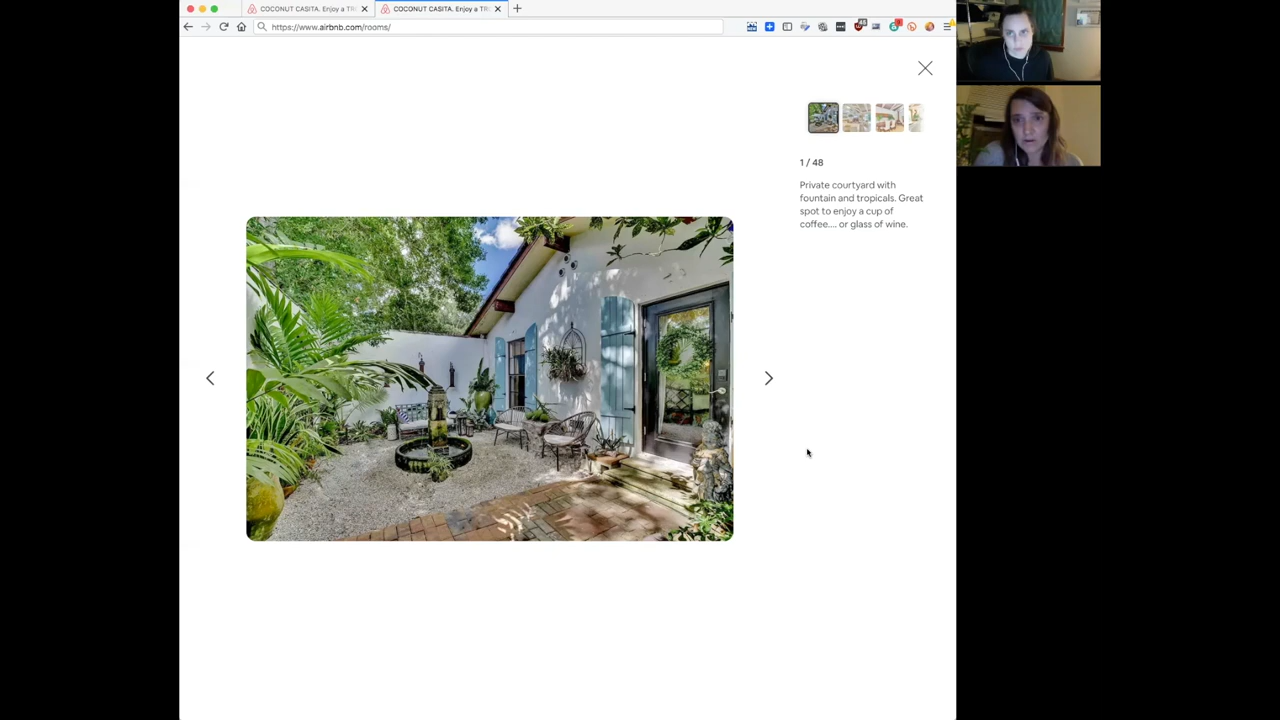 COCONUT CASITA. Enjoy a TR
COCONUT CASITA. Enjoy a TR
https://www.airbnb.com/rooms/
1 / 48
Private courtyard with
fountain and tropicals. Great
spot to enjoy a cup of
coffee.... or glass of wine.